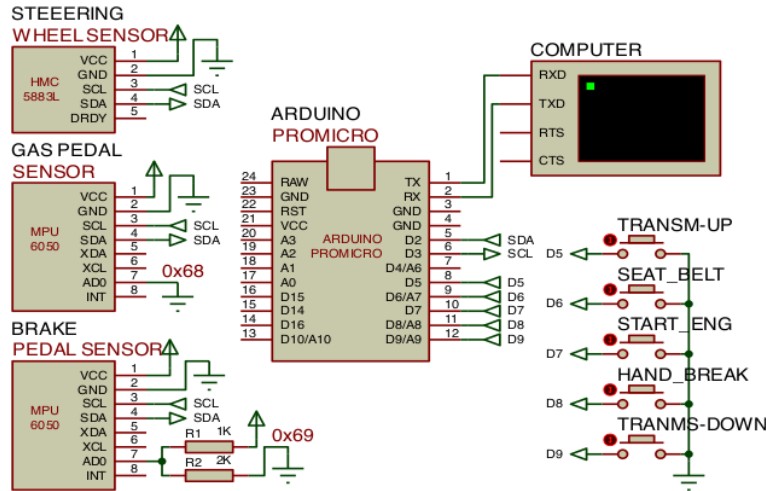 STEEERING
WHEEL SENSOR
HMC
5883L
VCC 1
GND 2
SCL 3 SCL
SDA 4 SDA
DRDY 5
GAS PEDAL
SENSOR
MPU
6050
VCC 1
GND 2
SCL 3 SCL
SDA 4 SDA
XDA 5
XCL 6
AD0 7
INT 8
0x68
BRAKE
PEDAL SENSOR
MPU
6050
VCC 1
GND 2
SCL 3 SCL
SDA 4 SDA
XDA 5
XCL 6
AD0 7
INT 8
R1 1K
R2 2K
0x69
ARDUINO
PROMICRO
ARDUINO
PROMICRO
24 RAW
23 GND
22 RST
21 VCC
20 A3
19 A2
18 A1
17 A0
16 D15
15 D14
14 D16
13 D10/A10
TX 1
RX 2
GND 3
GND 4
D2 5 SDA
D3 6 SCL
D4/A6 7
D5 8 D5
D6/A7 9 D6
D7 10 D7
D8/A8 11 D8
D9/A9 12 D9
COMPUTER
RXD
TXD
RTS
CTS
TRANSM-UP
D5
SEAT_BELT
D6
START_ENG
D7
HAND_BREAK
D8
TRANMS-DOWN
D9